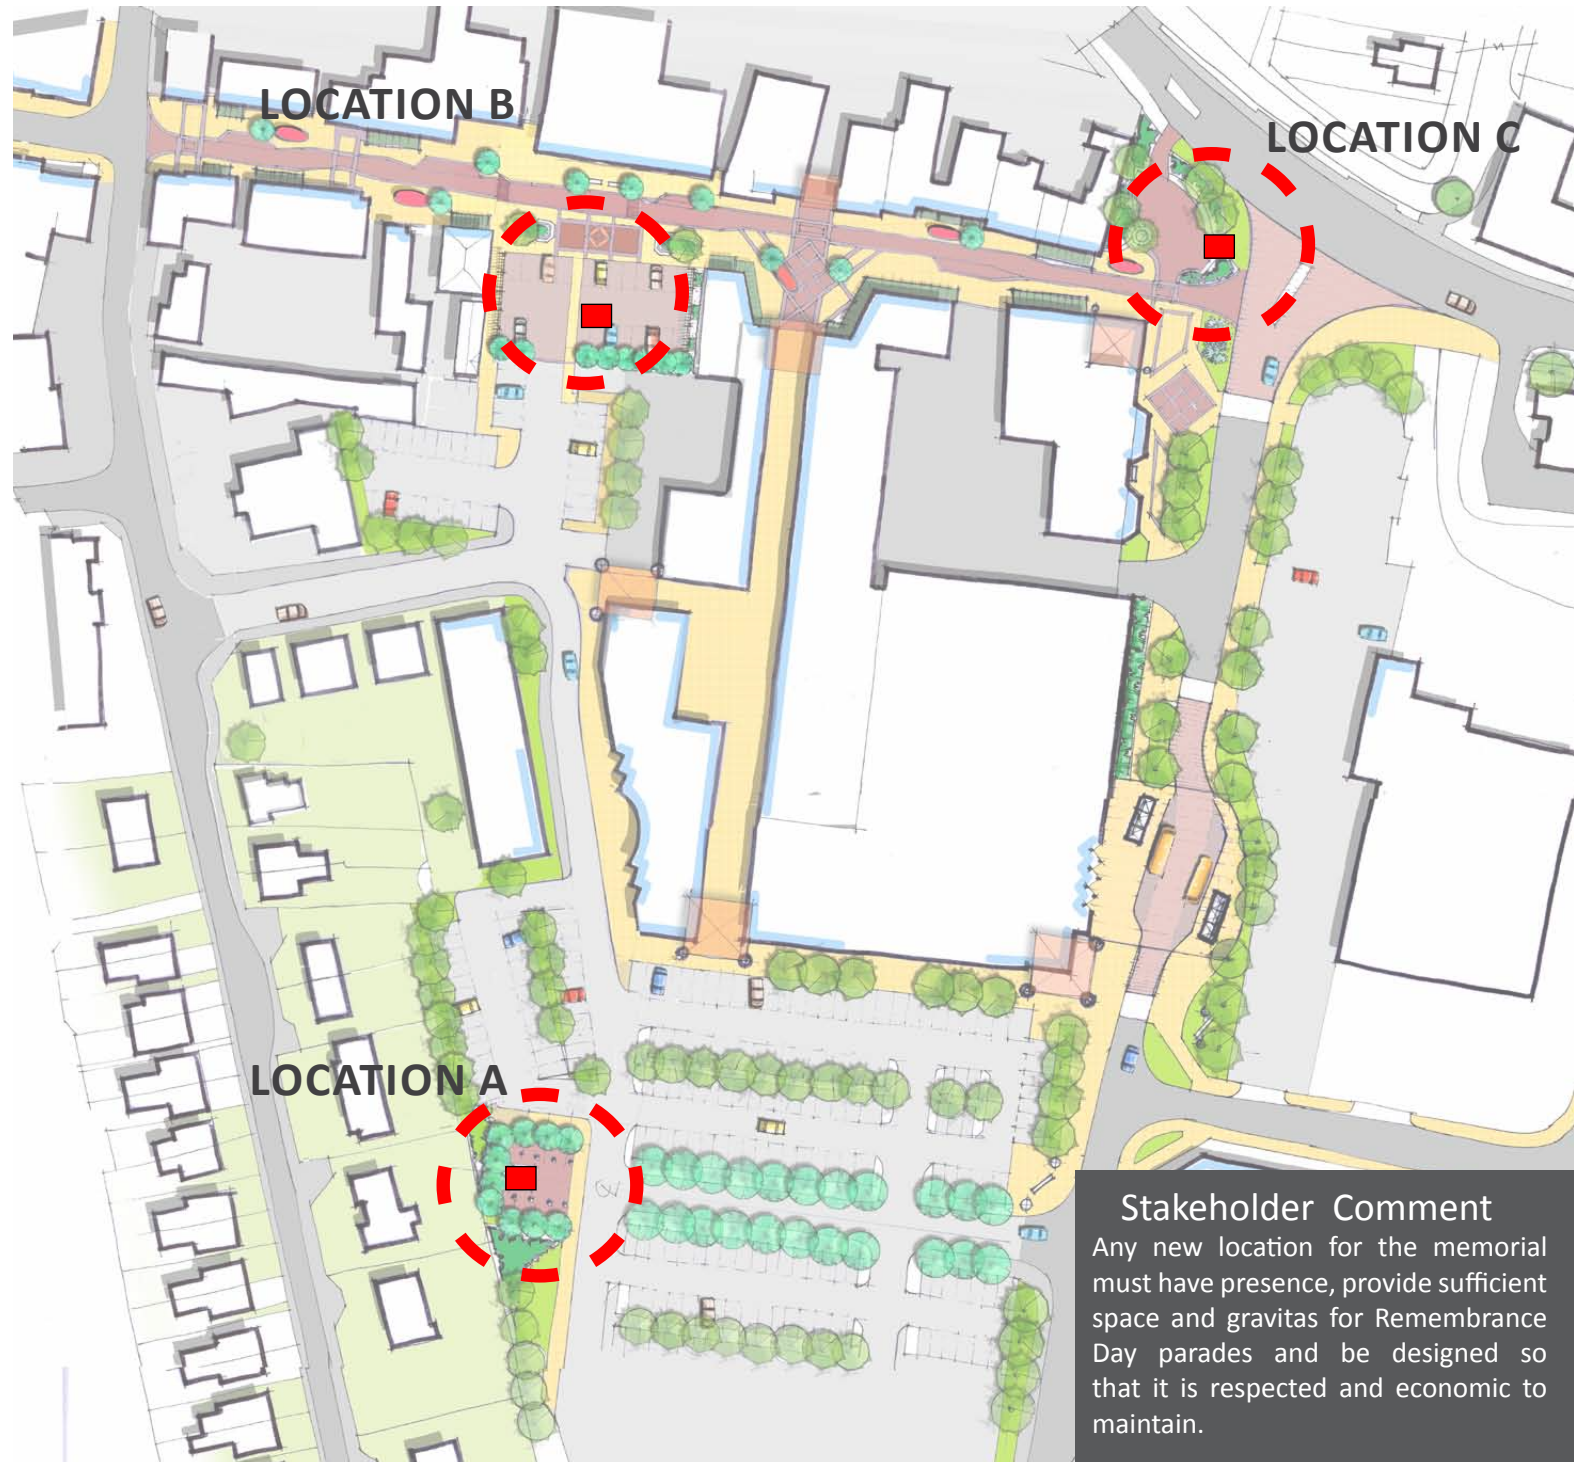 LOCATION B
LOCATION C
LOCATION A
Stakeholder Comment
Any new location for the memorial
must have presence, provide sufficient
space and gravitas for Remembrance
Day parades and be designed so
that it is respected and economic to
maintain.